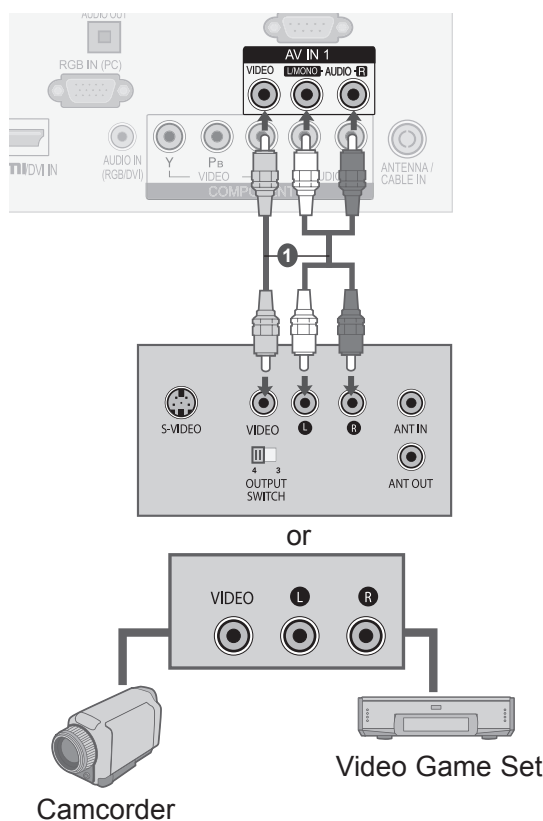 AUDIO OUT
RGB IN (PC)
AV IN 1
VIDEO L/MONO AUDIO R
/DVI IN
AUDIO IN
(RGB/DVI)
Y PB
VIDEO
ANTENNA /
CABLE IN
1
S-VIDEO
VIDEO L R ANT IN
4 3
OUTPUT
SWITCH
ANT OUT
or
VIDEO L R
Video Game Set
Camcorder